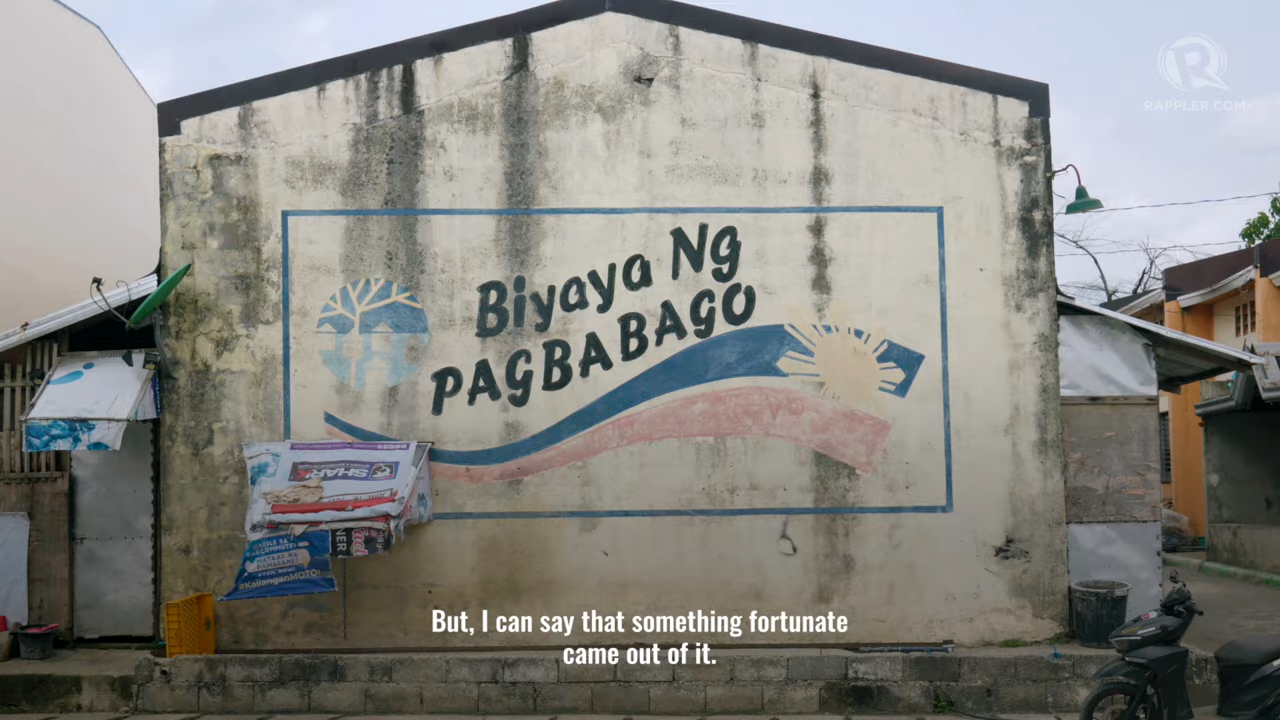 RAPPLER.COM
Biyaya Ng
PAGBABAGO
#KailanganMOTO!
But, I can say that something fortunate
came out of it.